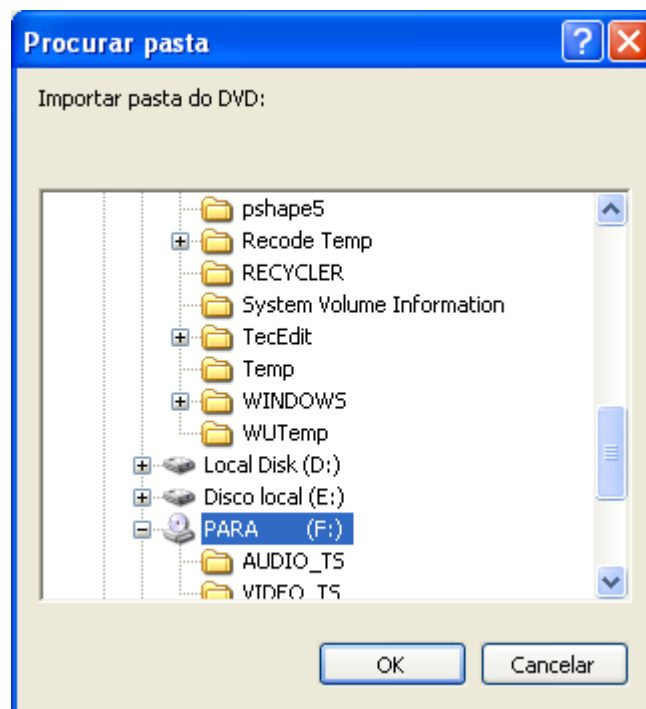 Procurar pasta
Importar pasta do DVD:
pshape5
Recode Temp
RECYCLER
System Volume Information
TecEdit
Temp
WINDOWS
WUTemp
Local Disk (D:)
Disco local (E:)
PARA (F:)
AUDIO_TS
VIDEO_TS
OK Cancelar